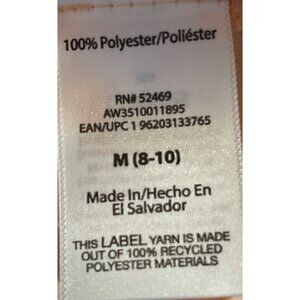 100% Polyester/Poliéster
RN# 52469
AW3510011895
EAN/UPC 1 96203133765
M (8-10)
Made In/Hecho En
El Salvador
THIS LABEL YARN IS MADE
OUT OF 100% RECYCLED
POLYESTER MATERIALS